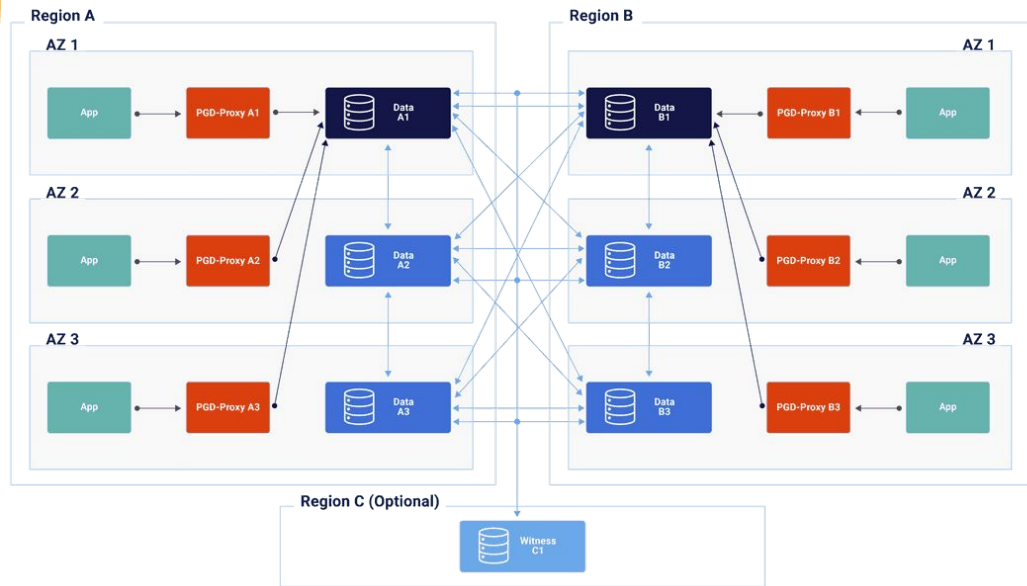 Region A
Region B
AZ 1
AZ 1
App
PGD-Proxy A1
Data
A1
Data
B1
PGD-Proxy B1
App
AZ 2
AZ 2
App
PGD-Proxy A2
Data
A2
Data
B2
PGD-Proxy B2
App
AZ 3
AZ 3
App
PGD-Proxy A3
Data
A3
Data
B3
PGD-Proxy B3
App
Region C (Optional)
Witness
C1